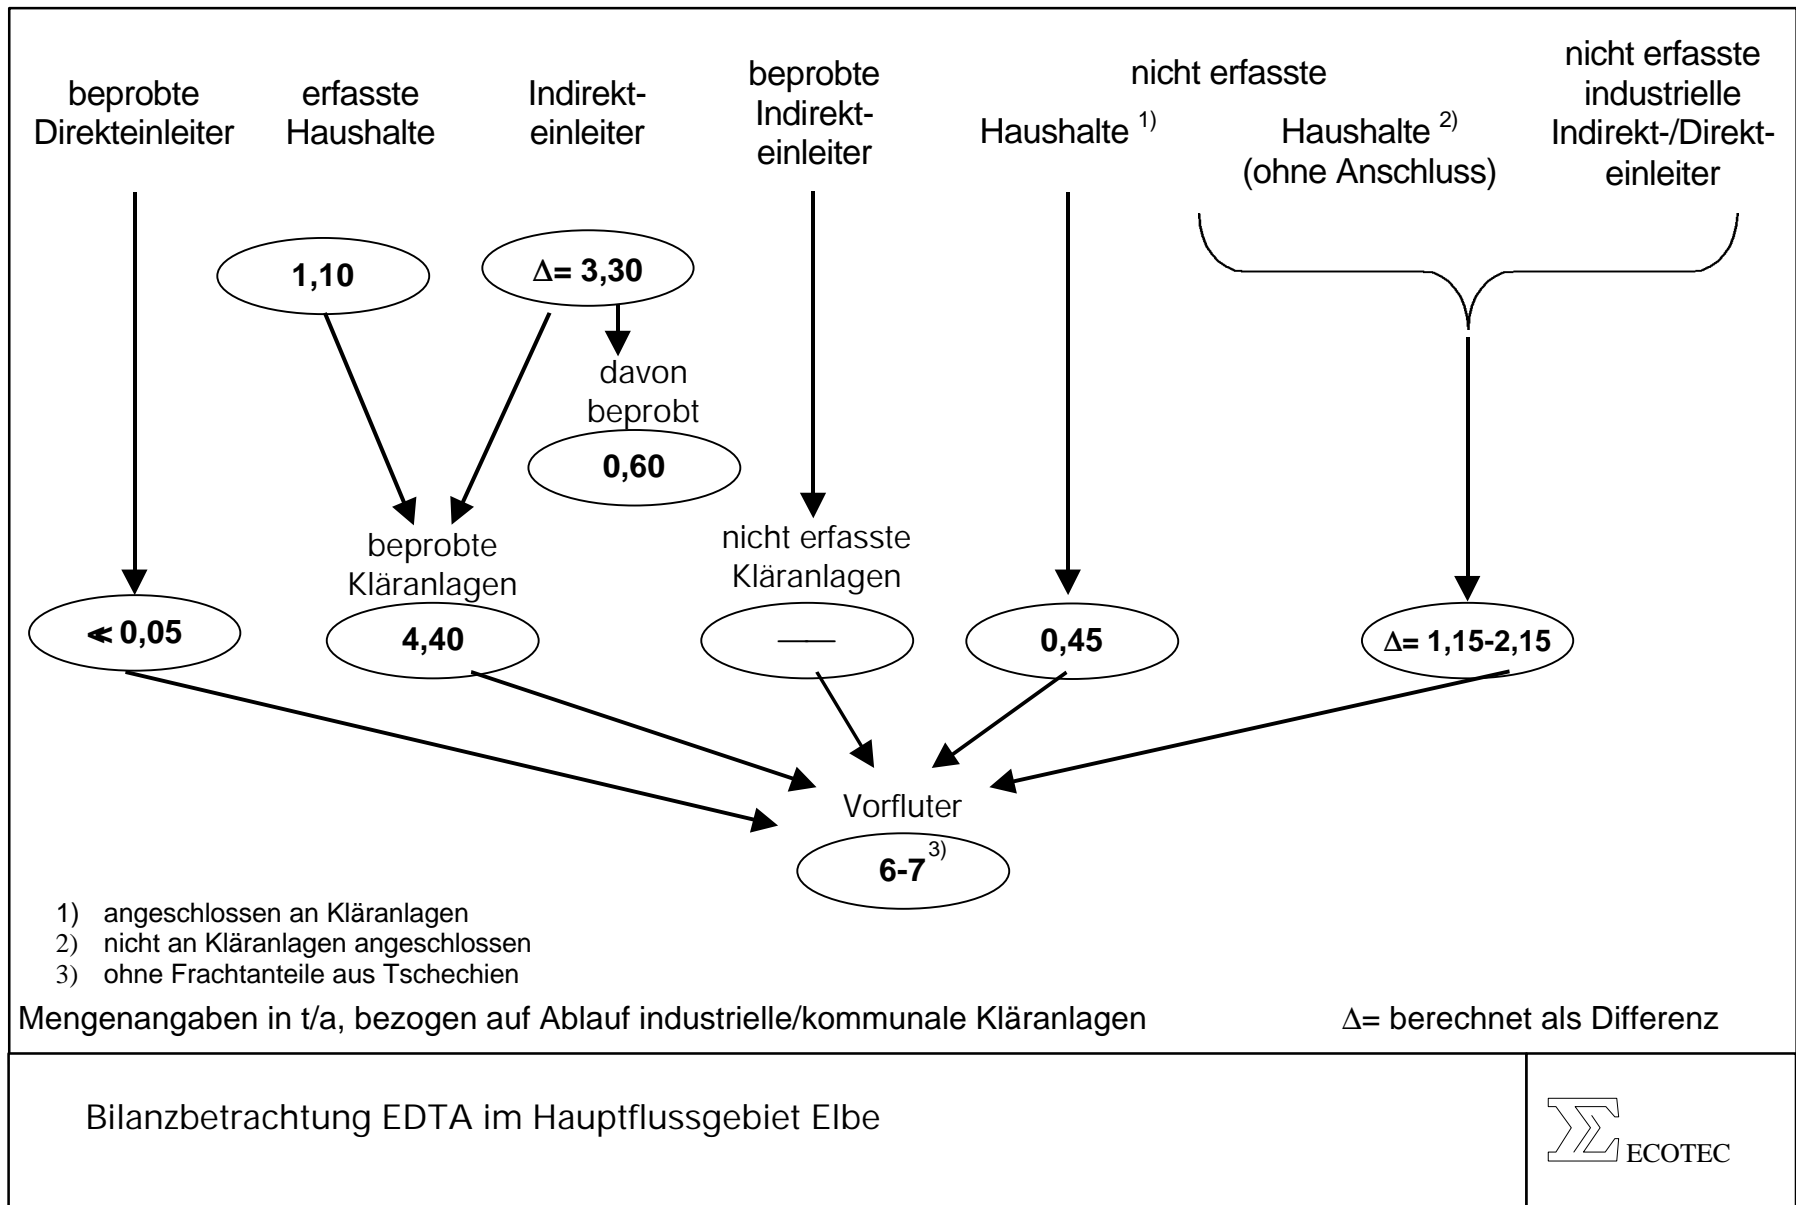 beprobte
Direkteinleiter
erfasste
Haushalte
Indirekt-
einleiter
beprobte
Indirekt-
einleiter
nicht erfasste
Haushalte 1)
Haushalte 2)
(ohne Anschluss)
nicht erfasste
industrielle
Indirekt-/Direkt-
einleiter
1,10
Δ= 3,30
davon
beprobt
0,60
beprobte
Kläranlagen
nicht erfasste
Kläranlagen
≪ 0,05
4,40
—
0,45
Δ= 1,15-2,15
Vorfluter
6-7 3)
1) angeschlossen an Kläranlagen
2) nicht an Kläranlagen angeschlossen
3) ohne Frachtanteile aus Tschechien
Mengenangaben in t/a, bezogen auf Ablauf industrielle/kommunale Kläranlagen
Δ= berechnet als Differenz
Bilanzbetrachtung EDTA im Hauptflussgebiet Elbe
ECOTEC